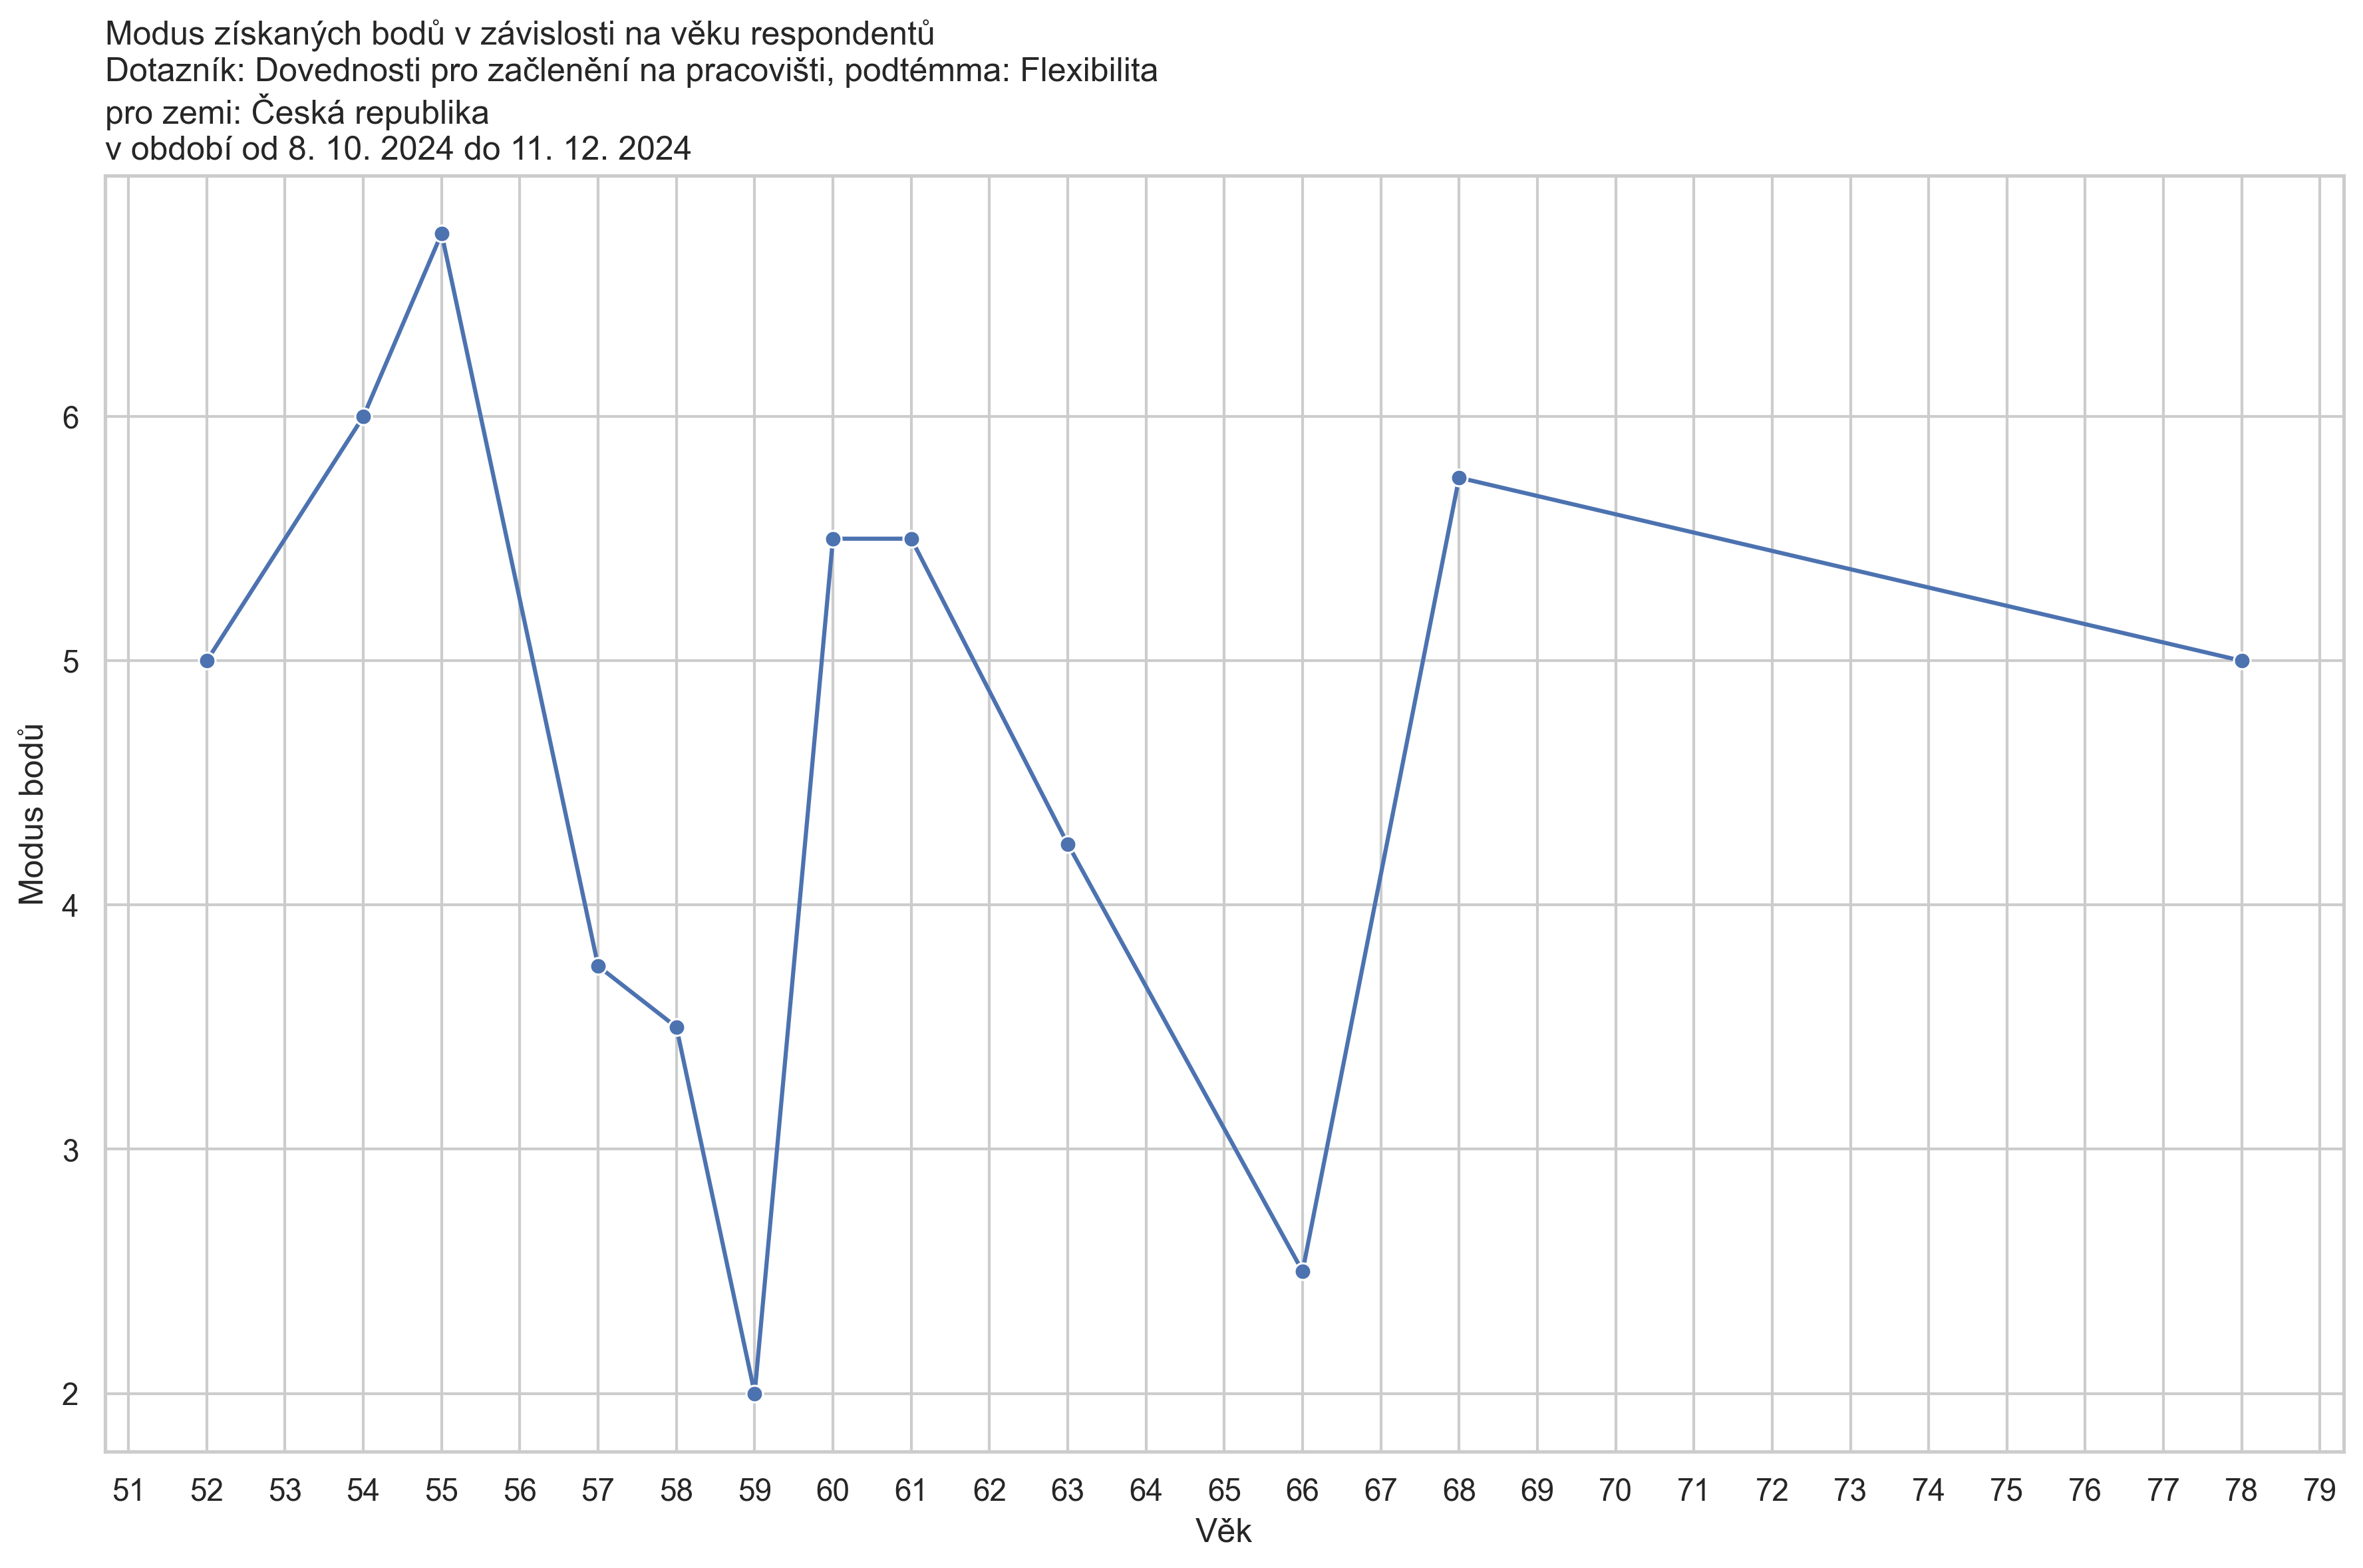 Modus získaných bodů v závislosti na věku respondentů
Dotazník: Dovednosti pro začlenění na pracovišti, podtémma: Flexibilita
pro zemi: Česká republika
v období od 8. 10. 2024 do 11. 12. 2024
6
5
4
3
2
Modus bodů
51 52 53 54 55 56 57 58 59 60 61 62 63 64 65 66 67 68 69 70 71 72 73 74 75 76 77 78 79
Věk